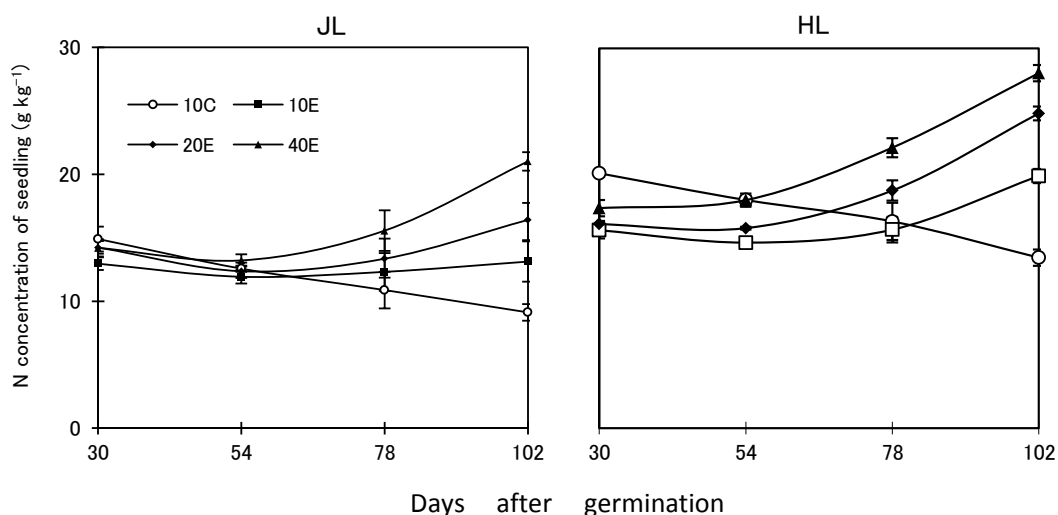 JL
HL
N concentration of seedling (g kg⁻¹)
30
20
10
0
10C
10E
20E
40E
30
54
78
102
30
54
78
102
Days after germination